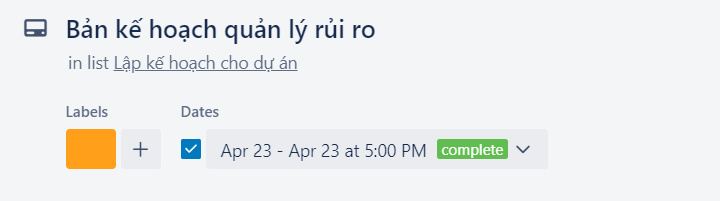 Bản kế hoạch quản lý rủi ro
in list Lập kế hoạch cho dự án
Labels Dates
Apr 23 - Apr 23 at 5:00 PM complete